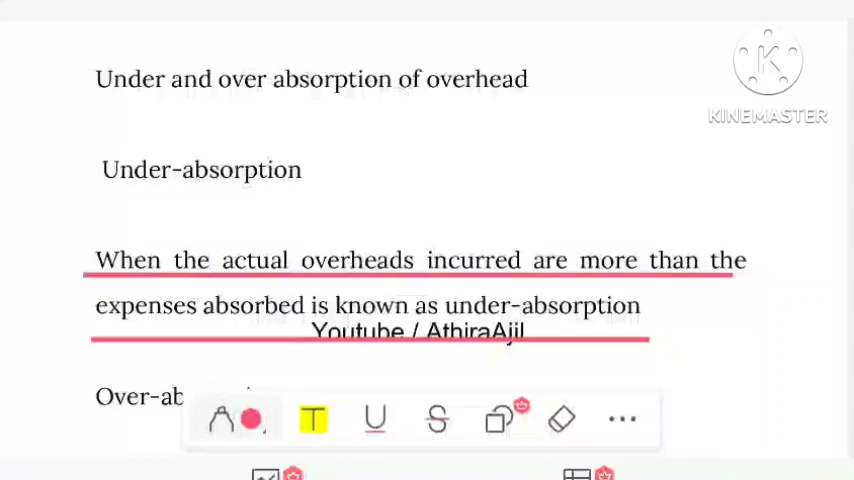 Under and over absorption of overhead
KINEMASTER
Under-absorption
When the actual overheads incurred are more than the
expenses absorbed is known as under-absorption
Youtube / AthiraAjil